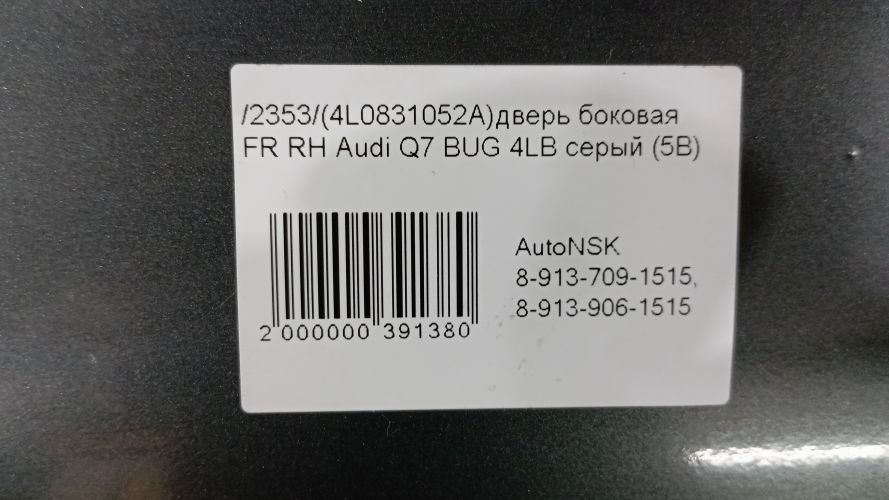 /2353/(4L0831052A)дверь боковая
FR RH Audi Q7 BUG 4LB серый (5B)
AutoNSK
8-913-709-1515,
8-913-906-1515
2 000000 391380